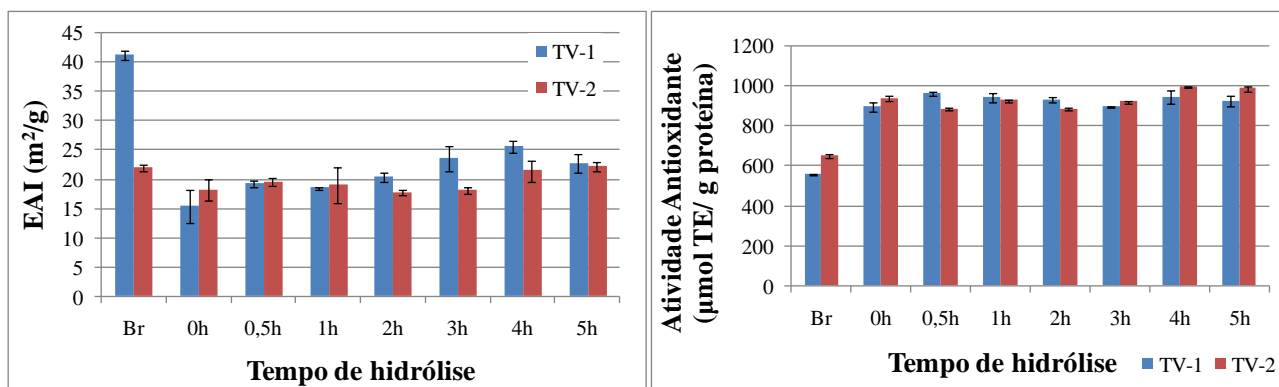 EAI (m²/g)
45
40
35
30
25
20
15
10
5
0
TV-1
TV-2
Br 0h 0,5h 1h 2h 3h 4h 5h
Tempo de hidrólise
Atividade Antioxidante
(µmol TE/ g proteína)
1200
1000
800
600
400
200
0
Br 0h 0,5h 1h 2h 3h 4h 5h
Tempo de hidrólise
TV-1 TV-2